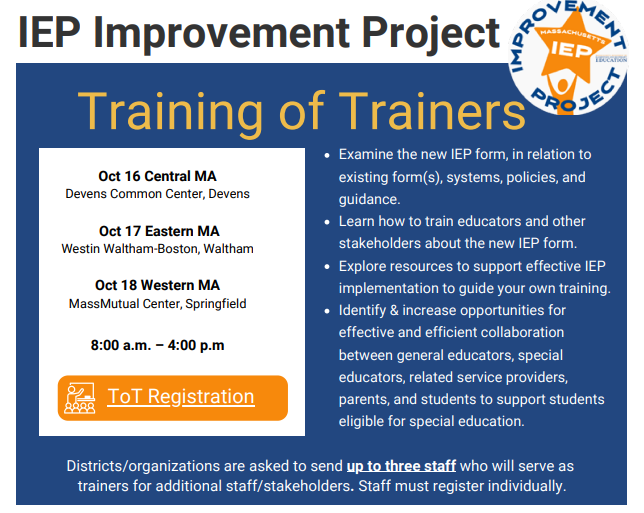 IEP Improvement Project
IMPROVEMENT
MASSACHUSETTS
IEP
EDUCATION
PROJECT
Training of Trainers
Oct 16 Central MA
Devens Common Center, Devens
Oct 17 Eastern MA
Westin Waltham-Boston, Waltham
Oct 18 Western MA
MassMutual Center, Springfield
8:00 a.m. – 4:00 p.m
ToT Registration
• Examine the new IEP form, in relation to
existing form(s), systems, policies, and
guidance.
• Learn how to train educators and other
stakeholders about the new IEP form.
• Explore resources to support effective IEP
implementation to guide your own training.
• Identify & increase opportunities for
effective and efficient collaboration
between general educators, special
educators, related service providers,
parents, and students to support students
eligible for special education.
Districts/organizations are asked to send up to three staff who will serve as
trainers for additional staff/stakeholders. Staff must register individually.